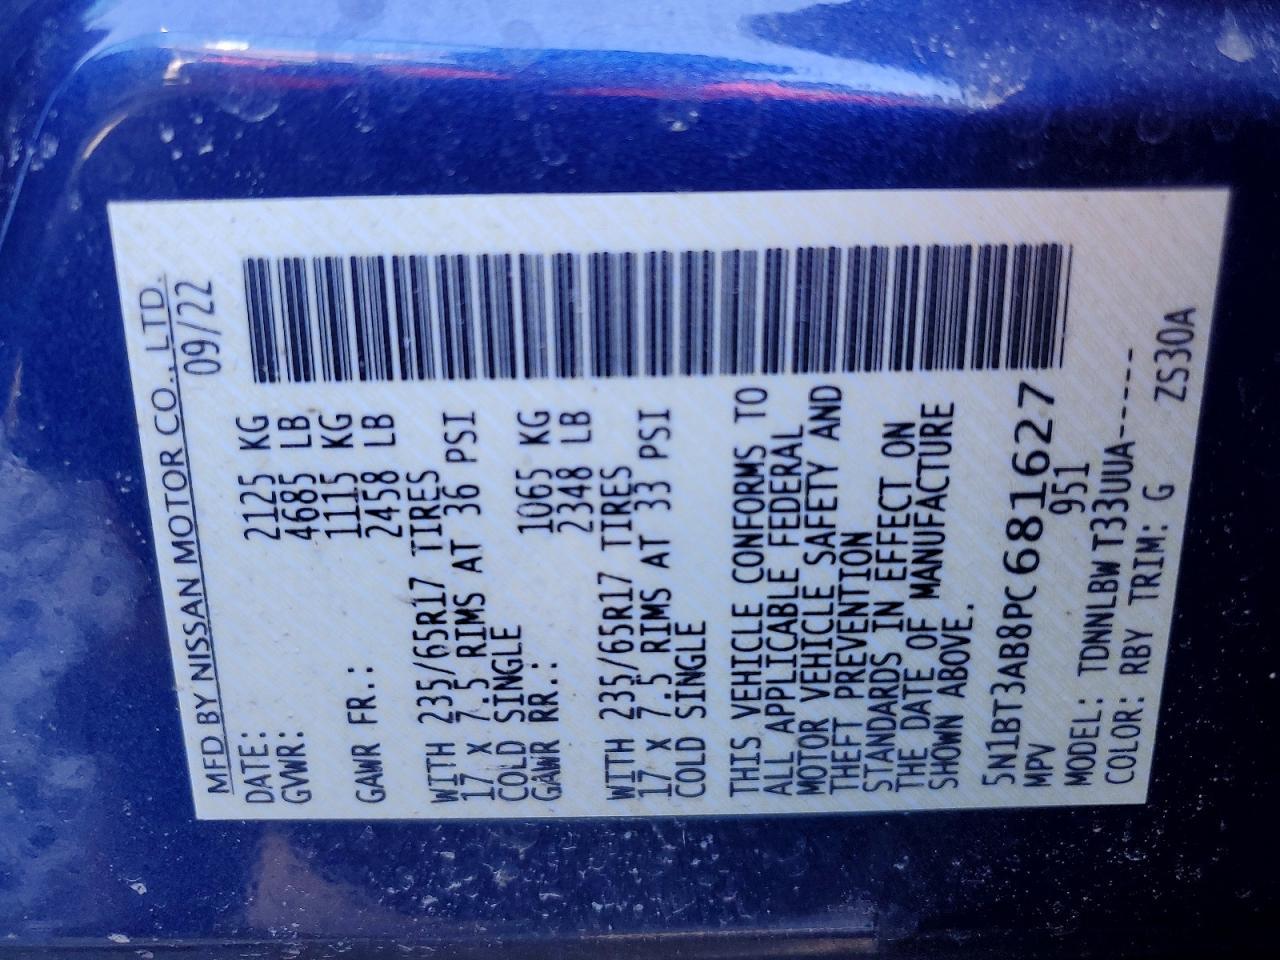 MFD BY NISSAN MOTOR CO., LTD.
DATE: 09/22
GVWR: 2125 KG
4685 LB
1115 KG
GAWR FR.: 2458 LB
WITH 235/65R17 TIRES
17 X 7.5 RIMS AT 36 PSI
COLD SINGLE
GAWR RR.: 1065 KG
2348 LB
WITH 235/65R17 TIRES
17 X 7.5 RIMS AT 33 PSI
COLD SINGLE
THIS VEHICLE CONFORMS TO
ALL APPLICABLE FEDERAL
MOTOR VEHICLE SAFETY AND
THEFT PREVENTION
STANDARDS IN EFFECT ON
THE DATE OF MANUFACTURE
SHOWN ABOVE.
5N1BT3AB8PC681627
MPV 951
MODEL: TDNNLBW T33UUA------
COLOR: RBY TRIM: G ZS30A